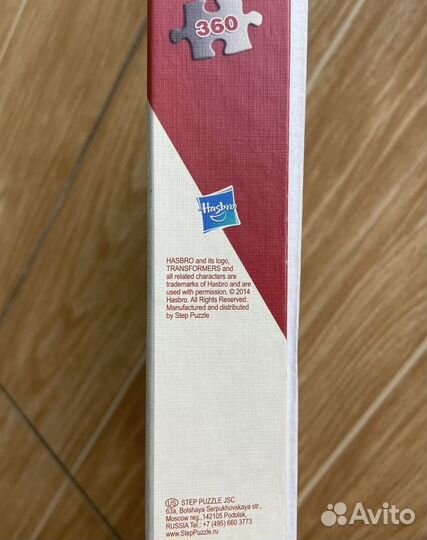 360
Hasbro
HASBRO and its logo,
TRANSFORMERS and
all related characters are
trademarks of Hasbro and are
used with permission. © 2014
Hasbro. All Rights Reserved.
Manufactured and distributed
by Step Puzzle
US STEP PUZZLE JSC
63a, Bolshaya Serpukhovskaya str.,
Moscow reg.,142105 Podolsk,
RUSSIA Tel.: +7 (495) 660 3773
www.StepPuzzle.ru
Avito